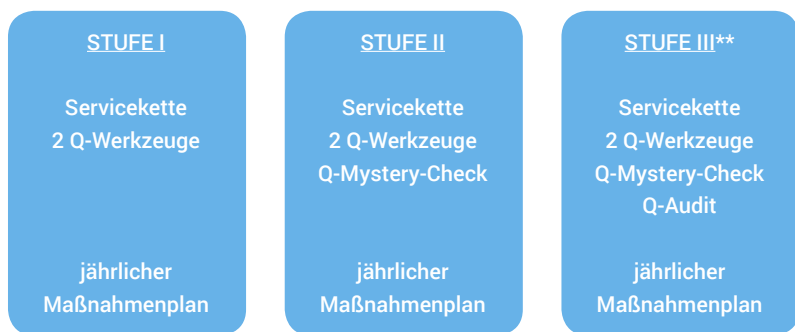 STUFE I
Servicekette
2 Q-Werkzeuge
jährlicher
Maßnahmenplan
STUFE II
Servicekette
2 Q-Werkzeuge
Q-Mystery-Check
jährlicher
Maßnahmenplan
STUFE III**
Servicekette
2 Q-Werkzeuge
Q-Mystery-Check
Q-Audit
jährlicher
Maßnahmenplan